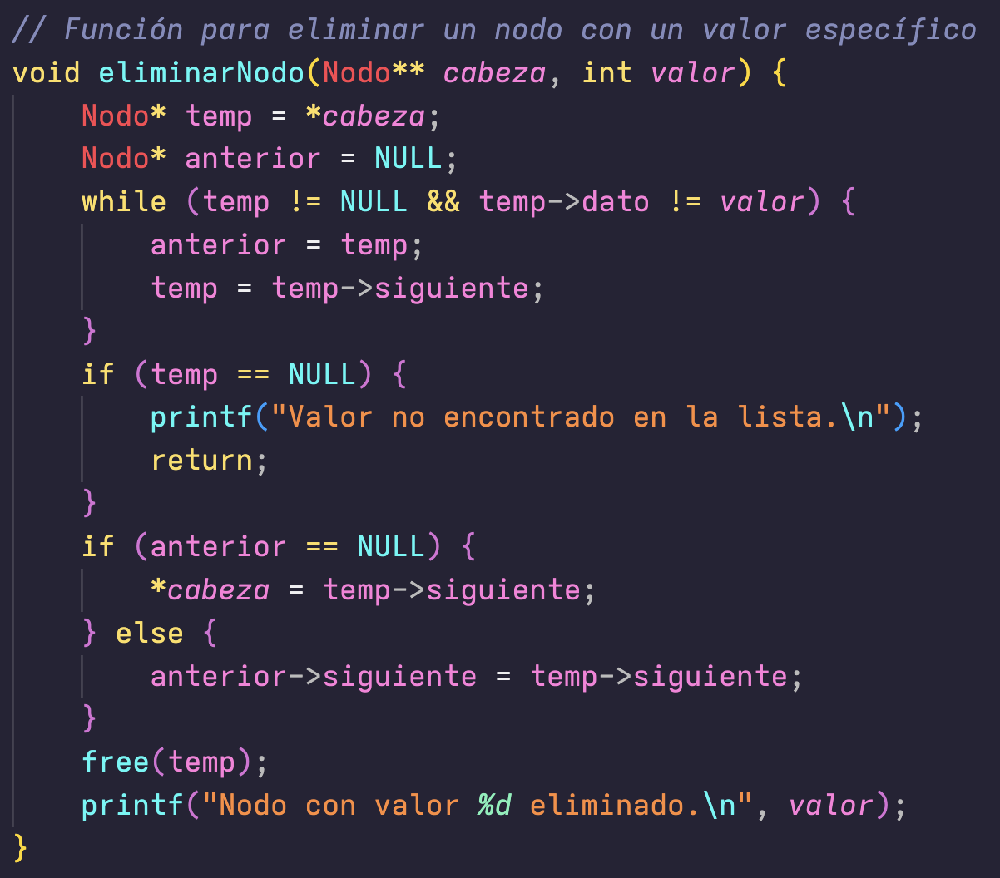 // Función para eliminar un nodo con un valor específico
void eliminarNodo(Nodo** cabeza, int valor) {
    Nodo* temp = *cabeza;
    Nodo* anterior = NULL;
    while (temp != NULL && temp->dato != valor) {
        anterior = temp;
        temp = temp->siguiente;
    }
    if (temp == NULL) {
        printf("Valor no encontrado en la lista.\n");
        return;
    }
    if (anterior == NULL) {
        *cabeza = temp->siguiente;
    } else {
        anterior->siguiente = temp->siguiente;
    }
    free(temp);
    printf("Nodo con valor %d eliminado.\n", valor);
}